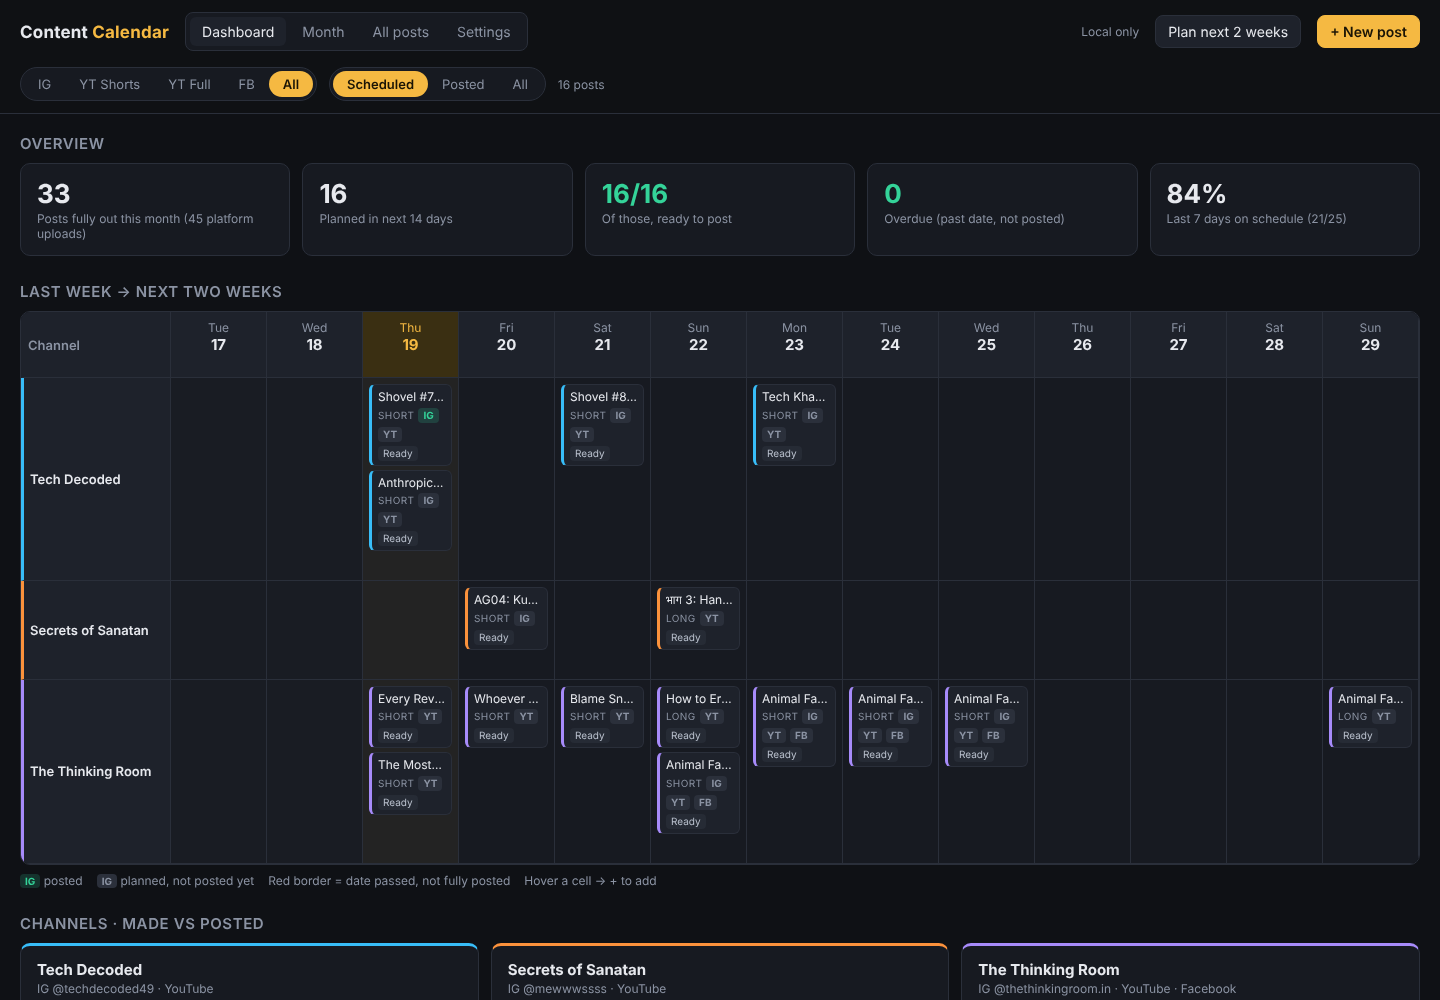 Content Calendar
Dashboard Month All posts Settings
Local only
Plan next 2 weeks
+ New post
IG YT Shorts YT Full FB All
Scheduled Posted All
16 posts
OVERVIEW
33
Posts fully out this month (45 platform
uploads)
16
Planned in next 14 days
16/16
Of those, ready to post
0
Overdue (past date, not posted)
84%
Last 7 days on schedule (21/25)
LAST WEEK → NEXT TWO WEEKS
Channel
Tue
17
Wed
18
Thu
19
Fri
20
Sat
21
Sun
22
Mon
23
Tue
24
Wed
25
Thu
26
Fri
27
Sat
28
Sun
29
Tech Decoded
Shovel #7...
SHORT IG
YT
Ready
Anthropic...
SHORT IG
YT
Ready
Shovel #8...
SHORT IG
YT
Ready
Tech Kha...
SHORT IG
YT
Ready
Secrets of Sanatan
AG04: Ku...
SHORT IG
Ready
भाग 3: Han...
LONG YT
Ready
The Thinking Room
Every Rev...
SHORT YT
Ready
The Most...
SHORT YT
Ready
Whoever ...
SHORT YT
Ready
Blame Sn...
SHORT YT
Ready
How to Er...
LONG YT
Ready
Animal Fa...
SHORT IG
YT FB
Ready
Animal Fa...
SHORT IG
YT FB
Ready
Animal Fa...
SHORT IG
YT FB
Ready
Animal Fa...
SHORT IG
YT FB
Ready
Animal Fa...
LONG YT
Ready
IG posted IG planned, not posted yet Red border = date passed, not fully posted Hover a cell → + to add
CHANNELS · MADE VS POSTED
Tech Decoded
IG @techdecoded49 · YouTube
Secrets of Sanatan
IG @mewwwssss · YouTube
The Thinking Room
IG @thethinkingroom.in · YouTube · Facebook